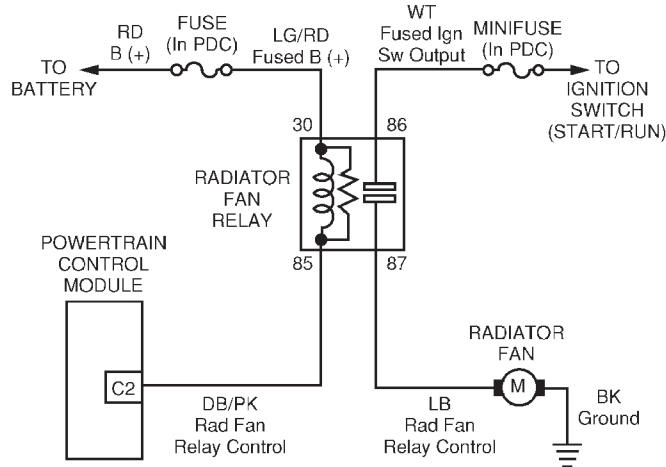 RD
B (+)
FUSE
(In PDC)
LG/RD
Fused B (+)
WT
Fused Ign
Sw Output
MINIFUSE
(In PDC)
TO
BATTERY
TO
IGNITION
SWITCH
(START/RUN)
30
86
RADIATOR
FAN
RELAY
85
87
POWERTRAIN
CONTROL
MODULE
C2
DB/PK
Rad Fan
Relay Control
LB
Rad Fan
Relay Control
RADIATOR
FAN
M
BK
Ground